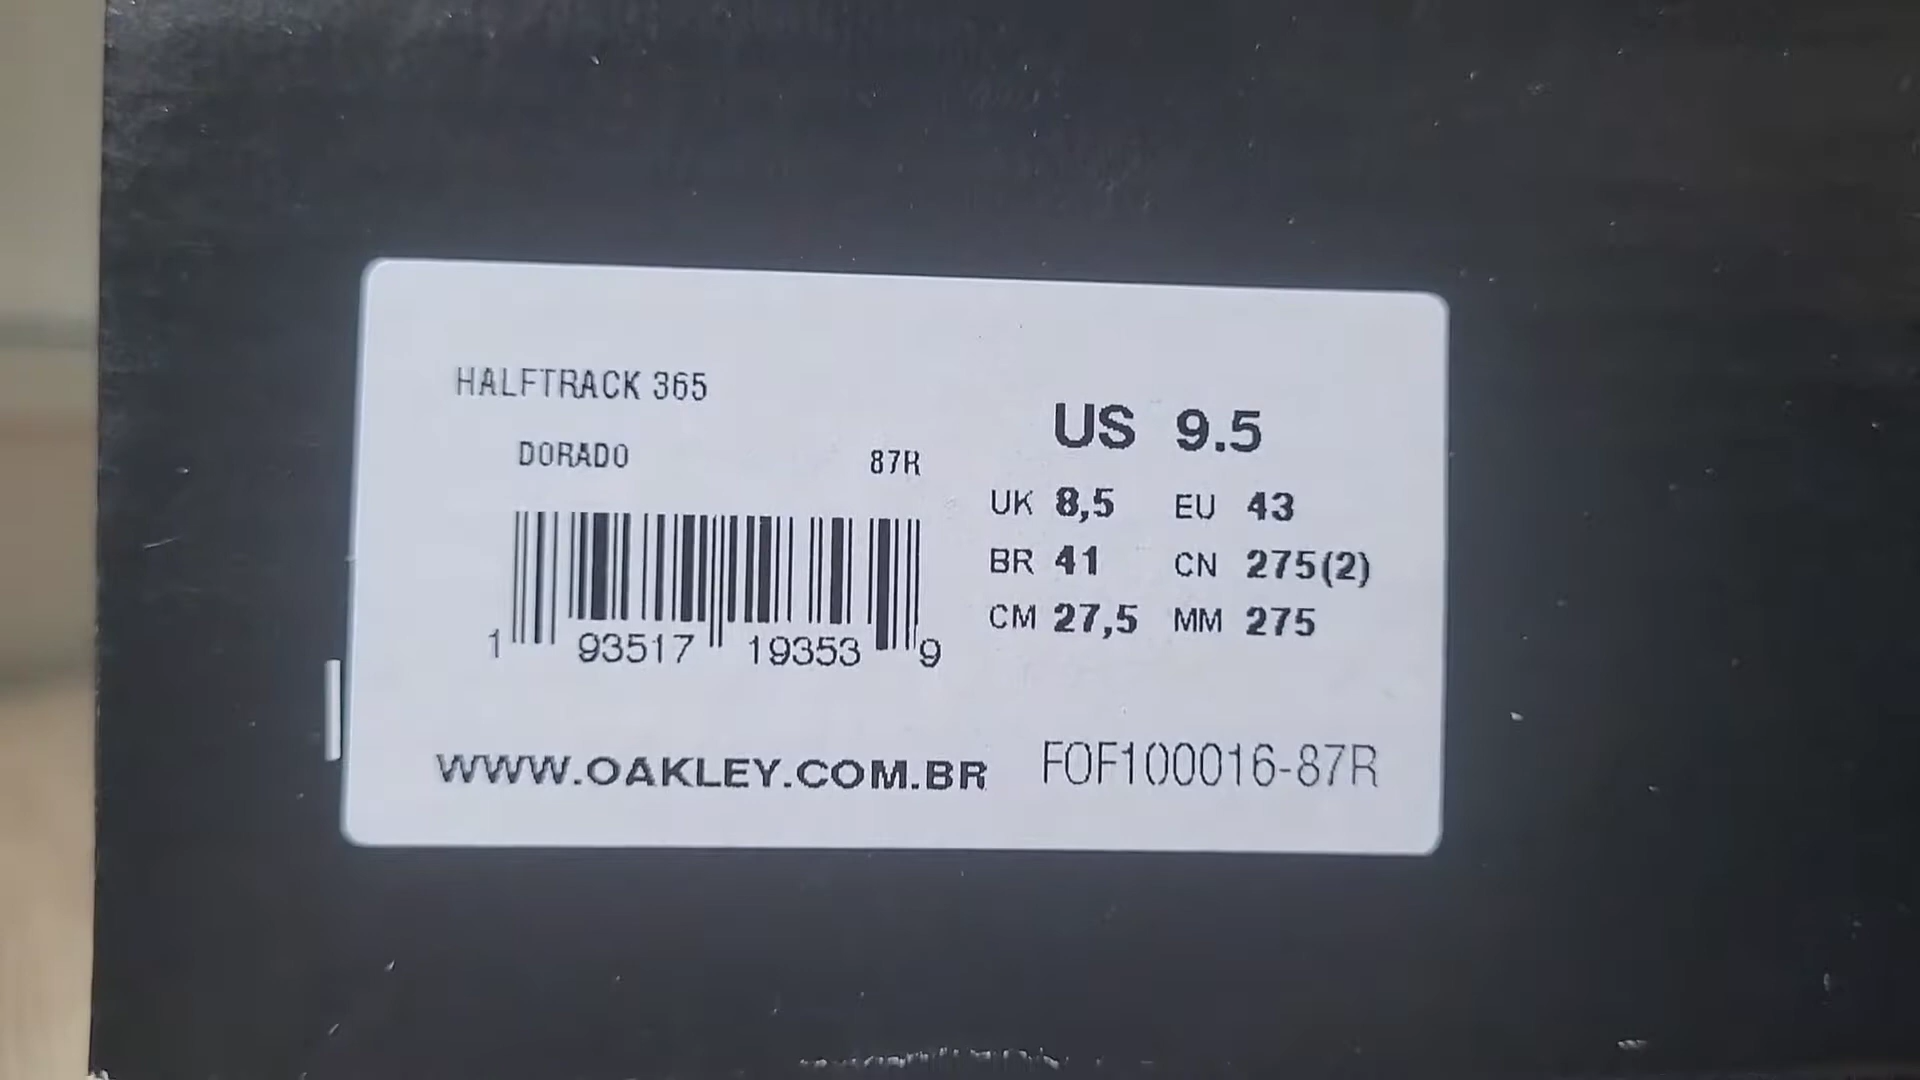 HALFTRACK 365
DORADO 87R
1 93517 19353 9
US 9.5
UK 8,5 EU 43
BR 41 CN 275(2)
CM 27,5 MM 275
WWW.OAKLEY.COM.BR FOF100016-87R